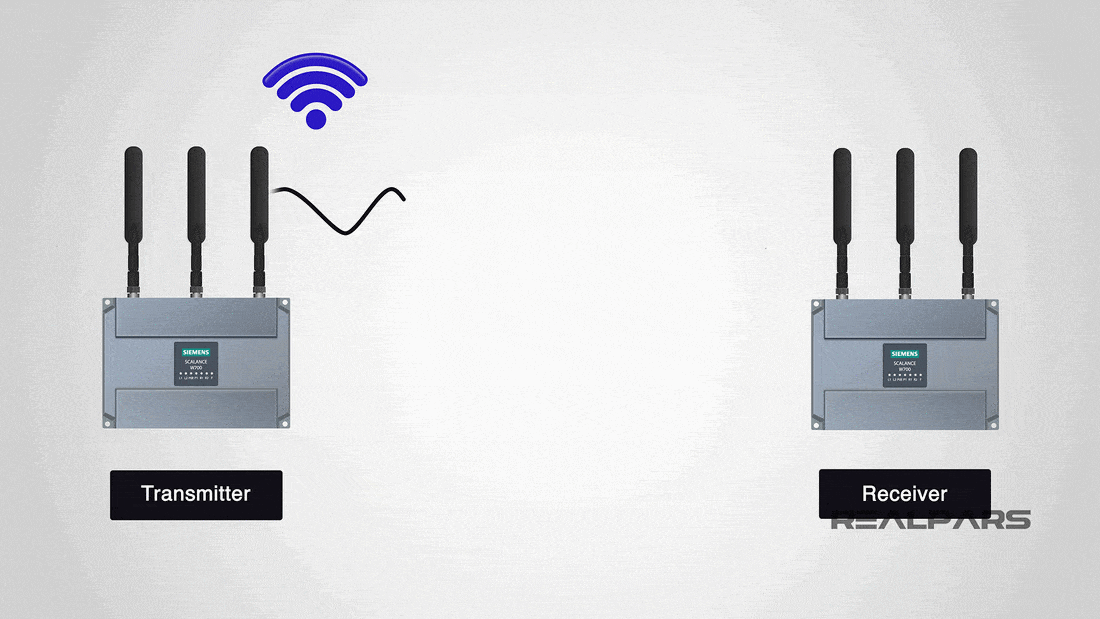 SIEMENS
SCALANCE
W700
SIEMENS
SCALANCE
W700
Transmitter
Receiver
REALPARS